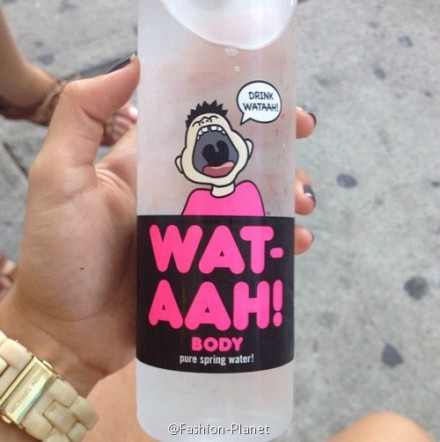 DRINK
WATAAH!
WAT-
AAH!
BODY
pure spring water!
@Fashion-Planet